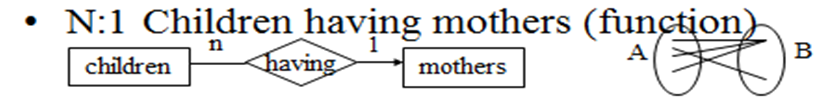 • N:1 Children having mothers (function)
n 1 A B
children having mothers